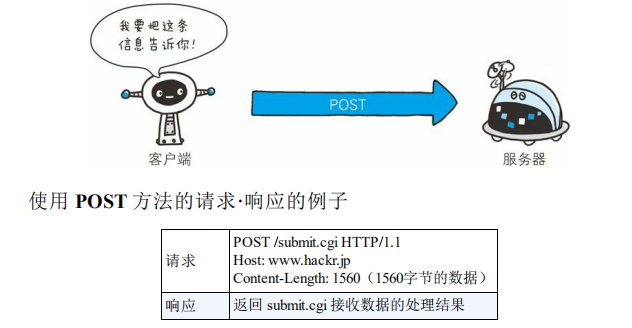 我要把这条
信息告诉你！
POST
客户端
服务器
使用 POST 方法的请求·响应的例子
请求
POST /submit.cgi HTTP/1.1
Host: www.hackr.jp
Content-Length: 1560（1560字节的数据）
响应
返回 submit.cgi 接收数据的处理结果